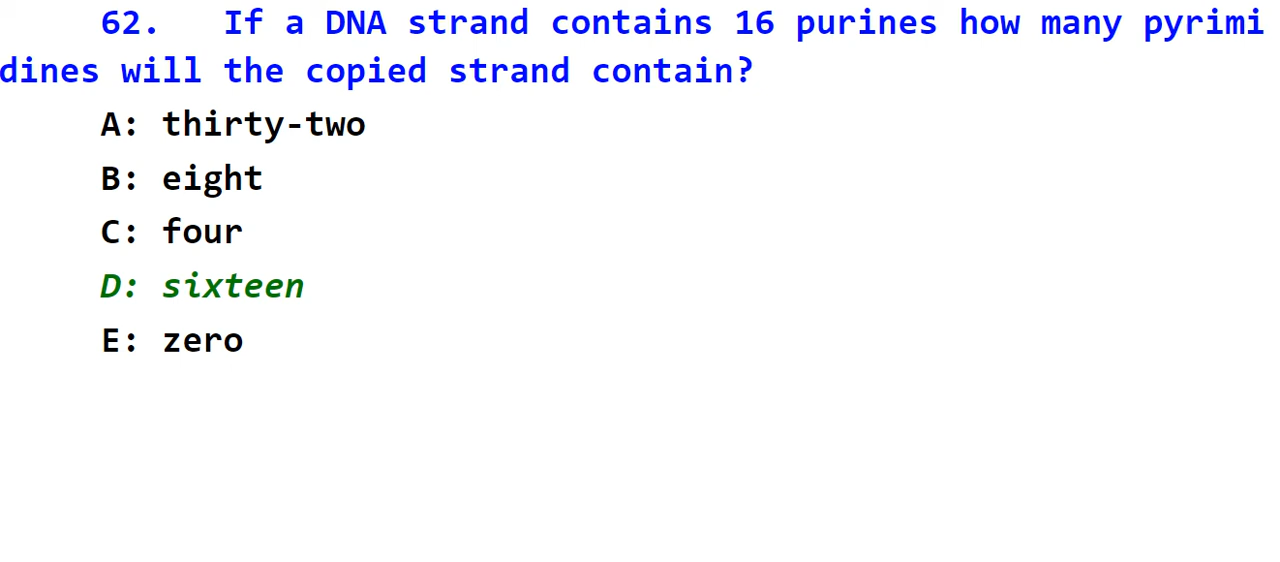 62.   If a DNA strand contains 16 purines how many pyrimi
dines will the copied strand contain?
A: thirty-two
B: eight
C: four
D: sixteen
E: zero